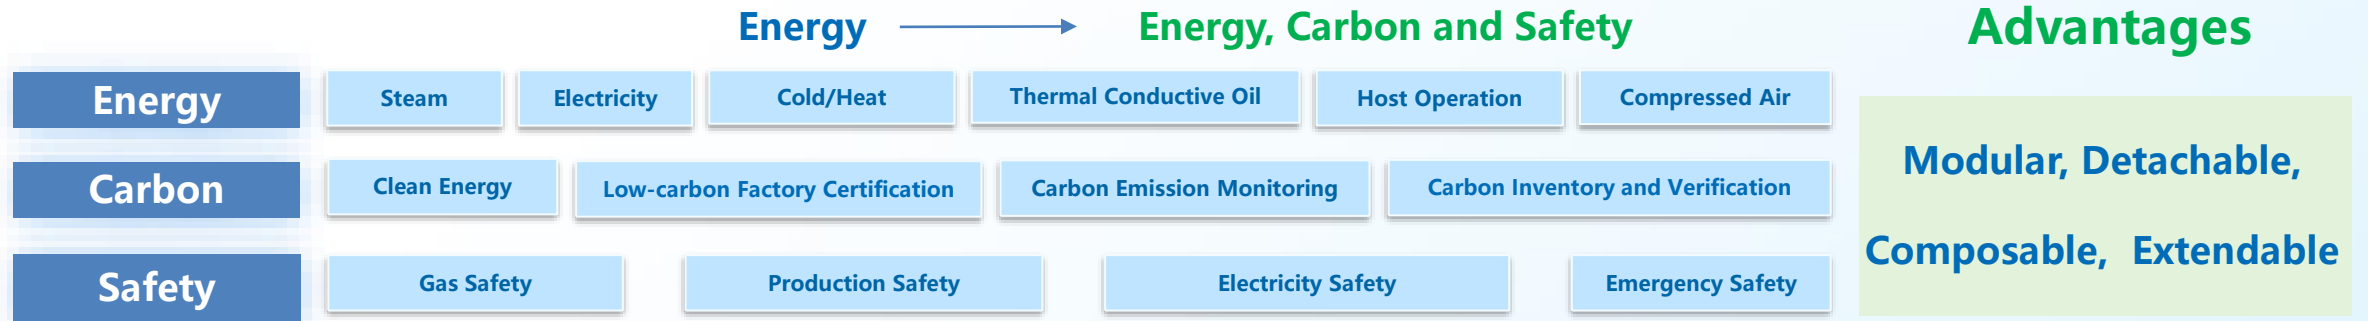 Energy Energy, Carbon and Safety Advantages
Energy Steam Electricity Cold/Heat Thermal Conductive Oil Host Operation Compressed Air
Carbon Clean Energy Low-carbon Factory Certification Carbon Emission Monitoring Carbon Inventory and Verification
Safety Gas Safety Production Safety Electricity Safety Emergency Safety
Modular, Detachable,
Composable, Extendable